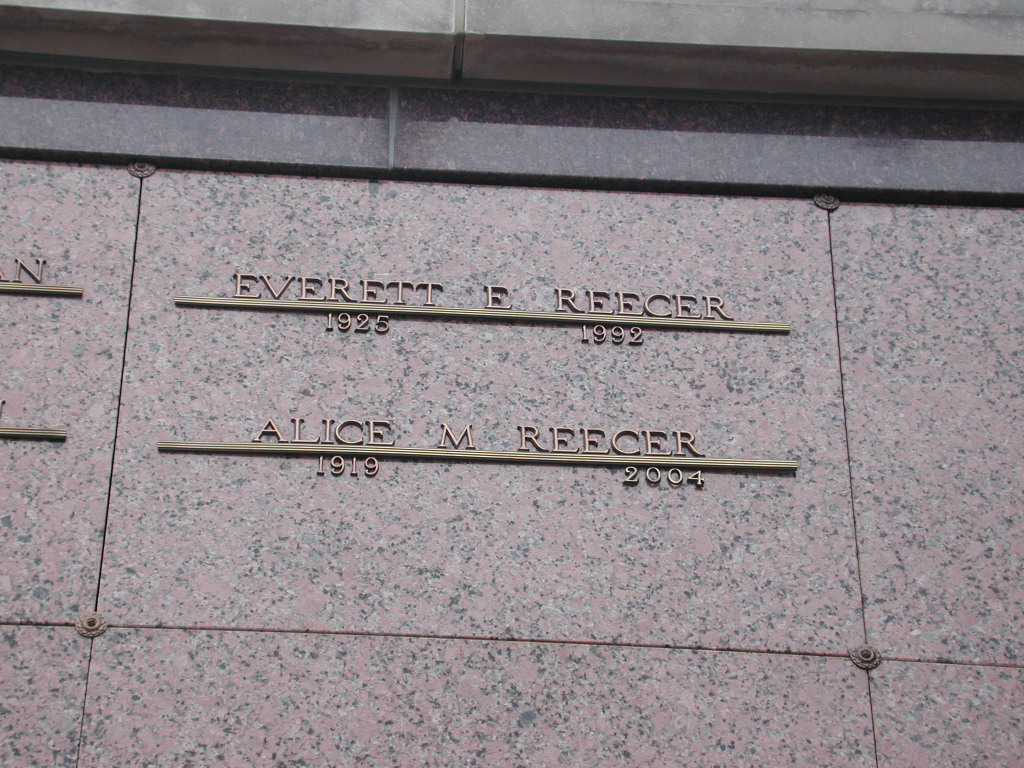 EVERETT E REECER
1925 1992
ALICE M REECER
1919 2004